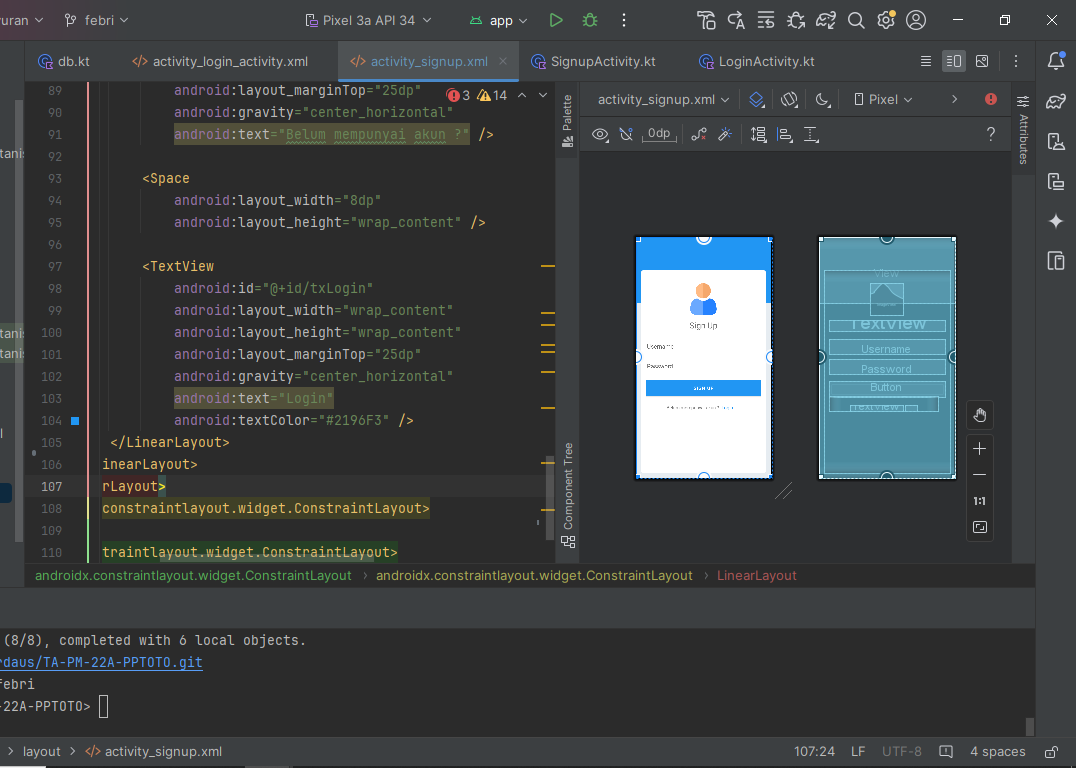 yuran
febri
Pixel 3a API 34
app
db.kt
activity_login_activity.xml
activity_signup.xml
SignupActivity.kt
LoginActivity.kt
89 android:layout_marginTop="25dp"
3 14
90 android:gravity="center_horizontal"
91 android:text="Belum mempunyai akun ?" />
92
93 <Space
94 android:layout_width="8dp"
95 android:layout_height="wrap_content" />
96
97 <TextView
98 android:id="@+id/txLogin"
99 android:layout_width="wrap_content"
100 android:layout_height="wrap_content"
101 android:layout_marginTop="25dp"
102 android:gravity="center_horizontal"
103 android:text="Login"
104 android:textColor="#2196F3" />
105 </LinearLayout>
106 inearLayout>
107 rLayout>
108 constraintlayout.widget.ConstraintLayout>
109
110 traintlayout.widget.ConstraintLayout>
tanis
tanis
tanis
Palette
Component Tree
activity_signup.xml
Pixel
0dp
?
Attributes
Sign Up
Username
Password
SIGN UP
View
TextView
Username
Password
Button
TextView
1:1
androidx.constraintlayout.widget.ConstraintLayout
androidx.constraintlayout.widget.ConstraintLayout
LinearLayout
(8/8), completed with 6 local objects.
rdaus/TA-PM-22A-PPTOTO.git
febri
-22A-PPTOTO>
layout
activity_signup.xml
107:24
LF
UTF-8
4 spaces